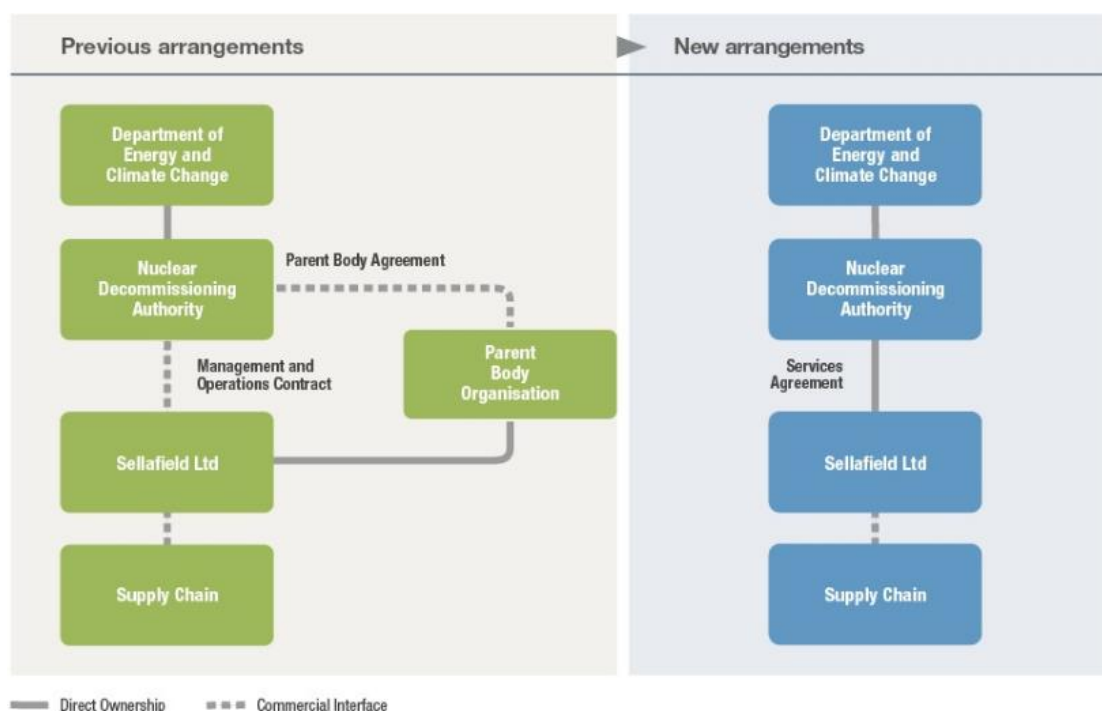 Previous arrangements
New arrangements
Department of
Energy and
Climate Change
Nuclear
Decommissioning
Authority
Parent Body Agreement
Management and
Operations Contract
Parent
Body
Organisation
Sellafield Ltd
Supply Chain
Department of
Energy and
Climate Change
Nuclear
Decommissioning
Authority
Services
Agreement
Sellafield Ltd
Supply Chain
Direct Ownership
Commercial Interface